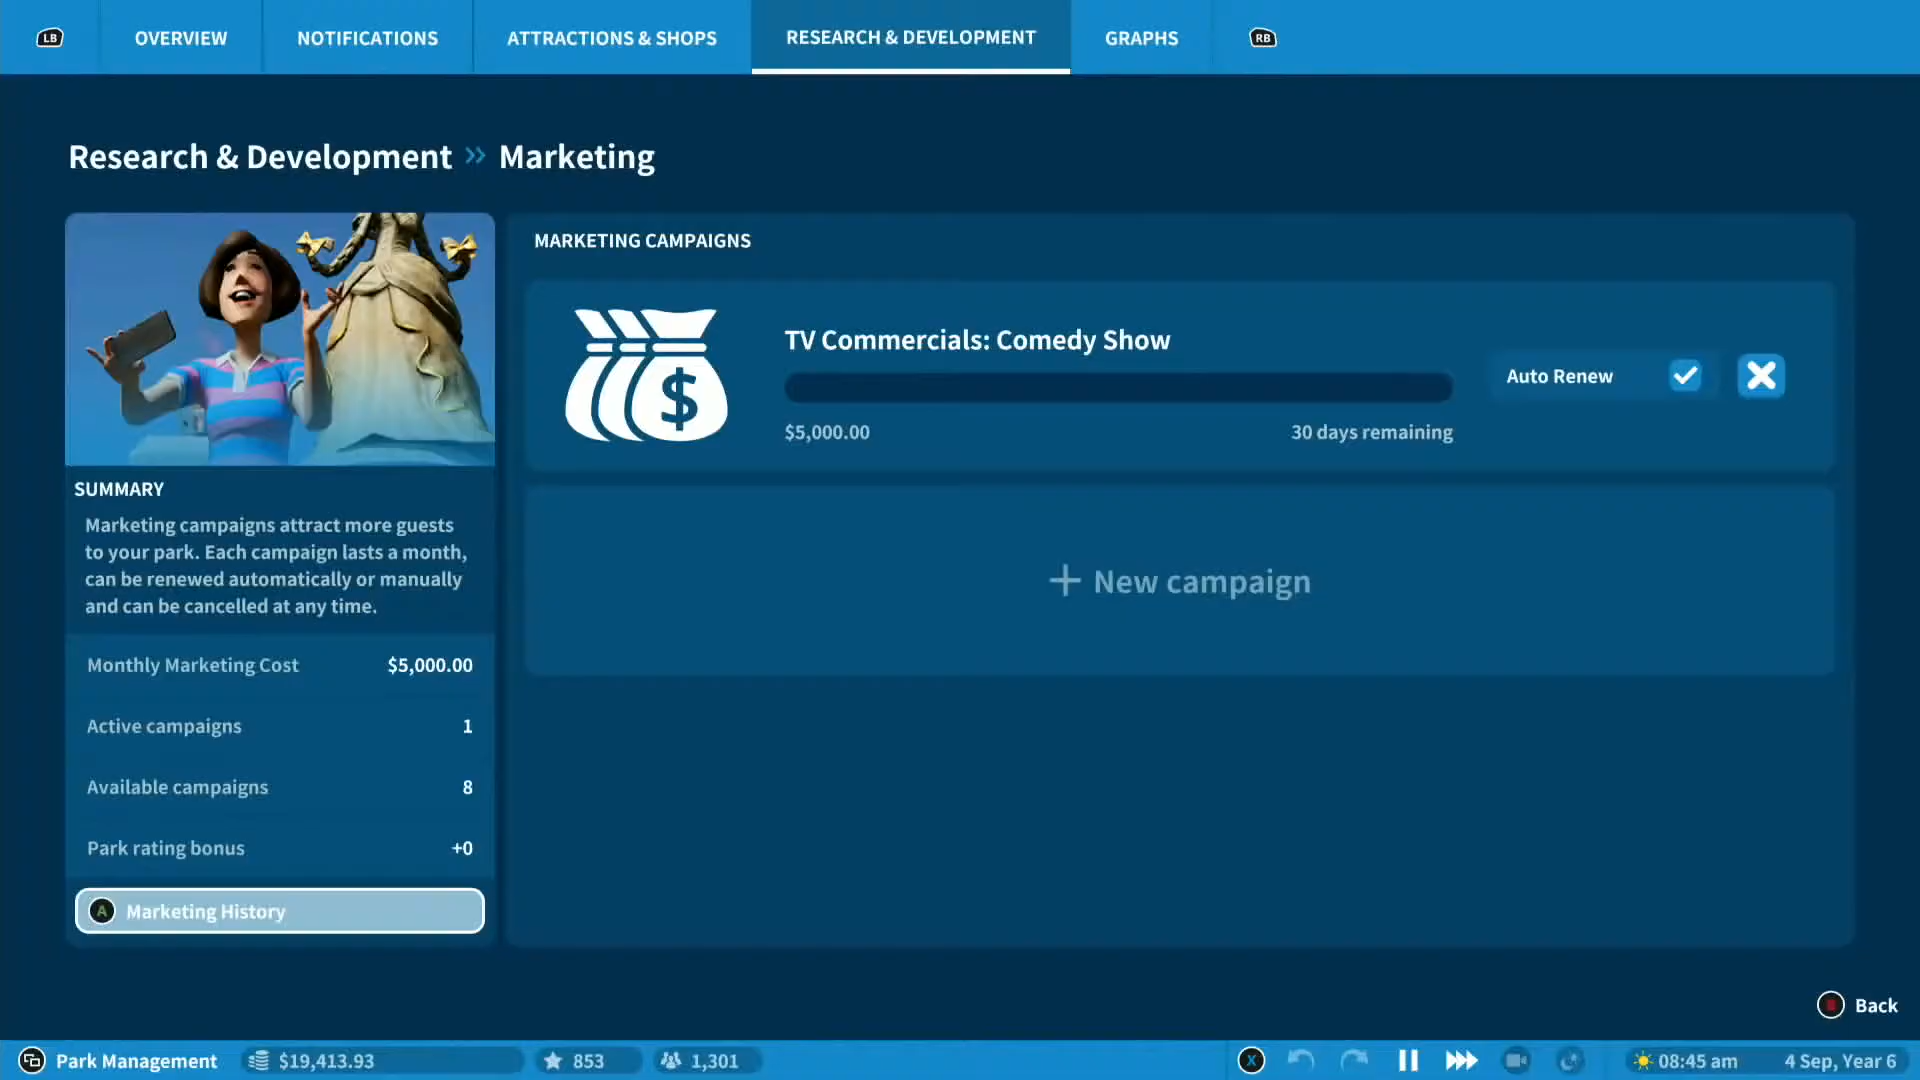 LB
OVERVIEW
NOTIFICATIONS
ATTRACTIONS & SHOPS
RESEARCH & DEVELOPMENT
GRAPHS
RB
Research & Development » Marketing
MARKETING CAMPAIGNS
$
TV Commercials: Comedy Show
$5,000.00
30 days remaining
Auto Renew
+ New campaign
SUMMARY
Marketing campaigns attract more guests
to your park. Each campaign lasts a month,
can be renewed automatically or manually
and can be cancelled at any time.
Monthly Marketing Cost $5,000.00
Active campaigns 1
Available campaigns 8
Park rating bonus +0
A Marketing History
Back
Park Management
$19,413.93
853
1,301
X
08:45 am
4 Sep, Year 6